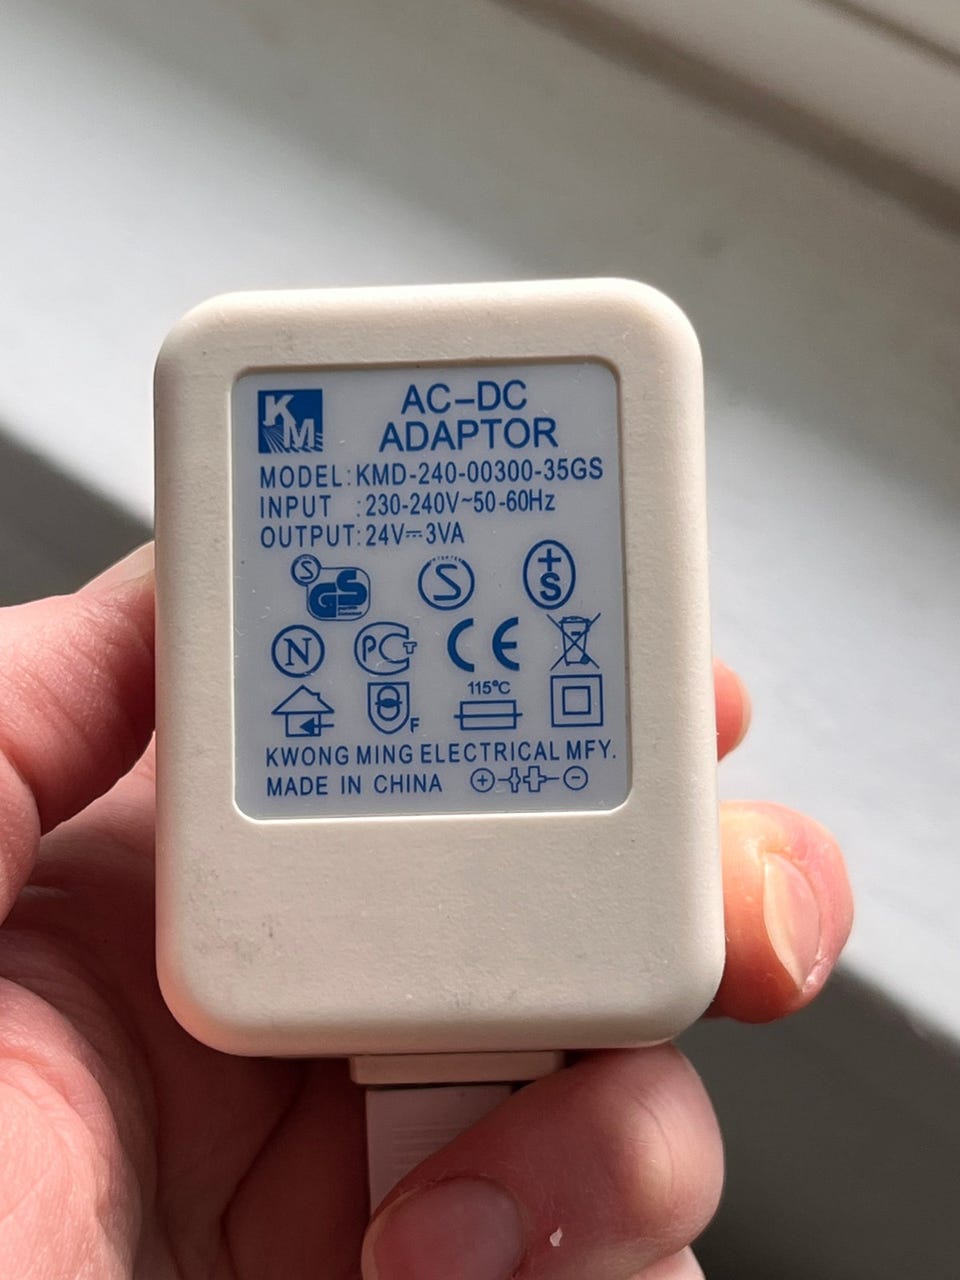 KM
AC-DC
ADAPTOR
MODEL: KMD-240-00300-35GS
INPUT : 230-240V~50-60Hz
OUTPUT: 24V⎓3VA
S GS S +S
N PCT CE
115°C
F
KWONG MING ELECTRICAL MFY.
MADE IN CHINA + -